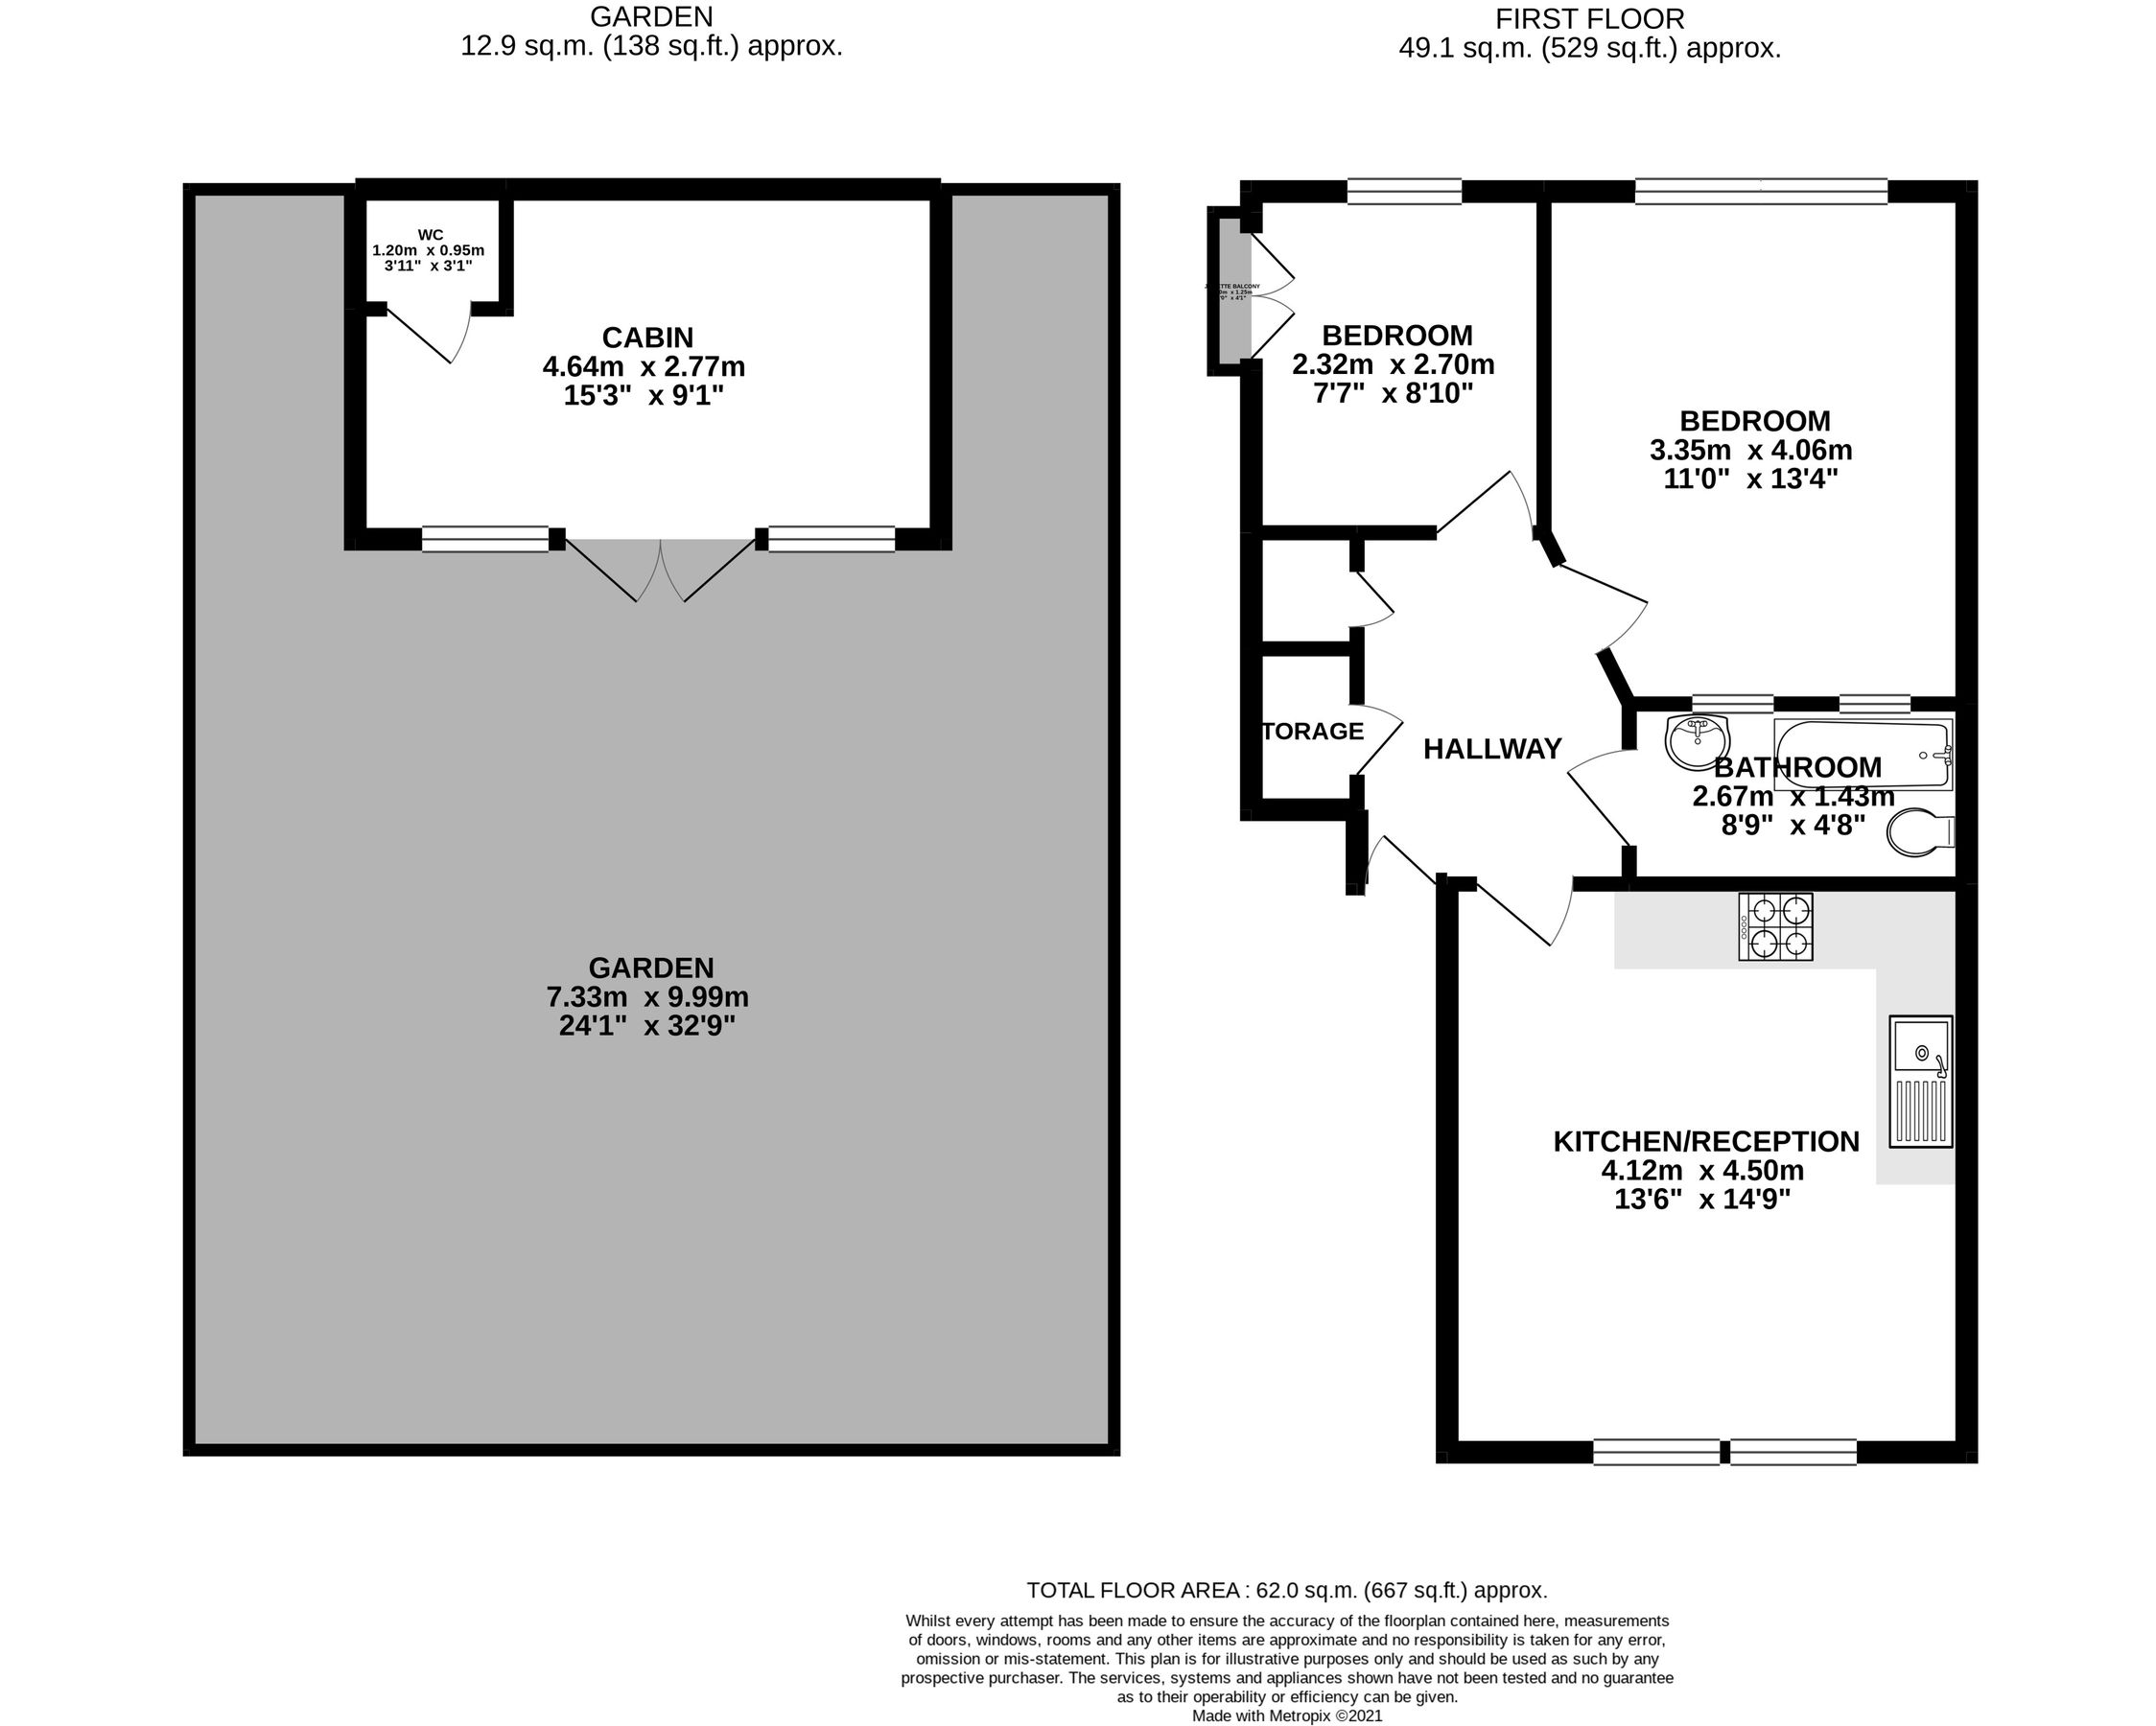 GARDEN
12.9 sq.m. (138 sq.ft.) approx.
FIRST FLOOR
49.1 sq.m. (529 sq.ft.) approx.
WC
1.20m x 0.95m
3'11" x 3'1"
CABIN
4.64m x 2.77m
15'3" x 9'1"
GARDEN
7.33m x 9.99m
24'1" x 32'9"
BALCONY
x 1.25m
x 4'1"
BEDROOM
2.32m x 2.70m
7'7" x 8'10"
BEDROOM
3.35m x 4.06m
11'0" x 13'4"
TORAGE
HALLWAY
BATHROOM
2.67m x 1.43m
8'9" x 4'8"
KITCHEN/RECEPTION
4.12m x 4.50m
13'6" x 14'9"
TOTAL FLOOR AREA : 62.0 sq.m. (667 sq.ft.) approx.
Whilst every attempt has been made to ensure the accuracy of the floorplan contained here, measurements
of doors, windows, rooms and any other items are approximate and no responsibility is taken for any error,
omission or mis-statement. This plan is for illustrative purposes only and should be used as such by any
prospective purchaser. The services, systems and appliances shown have not been tested and no guarantee
as to their operability or efficiency can be given.
Made with Metropix ©2021